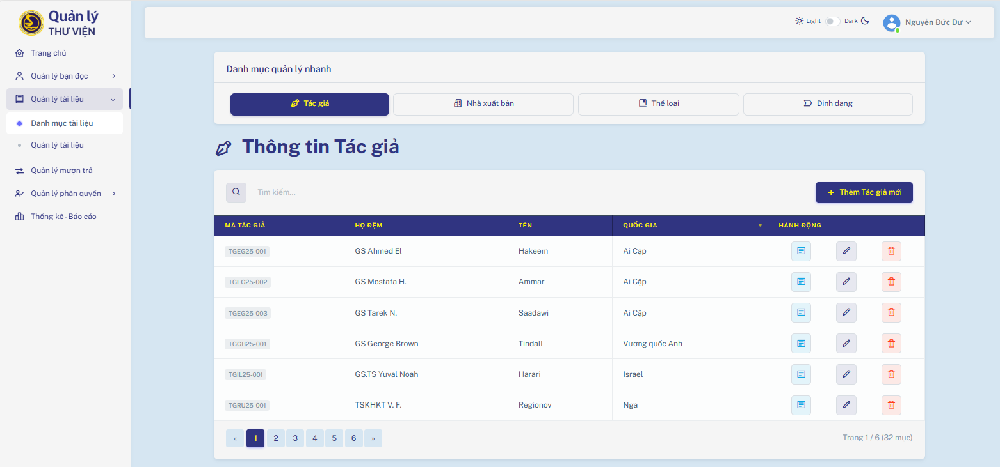 Quản lý
THƯ VIỆN
Trang chủ
Quản lý bạn đọc
Quản lý tài liệu
Danh mục tài liệu
Quản lý tài liệu
Quản lý mượn trả
Quản lý phân quyền
Thống kê - Báo cáo
Light Dark Nguyễn Đức Dư
Danh mục quản lý nhanh
Tác giả Nhà xuất bản Thể loại Định dạng
Thông tin Tác giả
Tìm kiếm... + Thêm Tác giả mới
MÃ TÁC GIẢ HỌ ĐỆM TÊN QUỐC GIA ▼ HÀNH ĐỘNG
TGEG25-001 GS Ahmed El Hakeem Ai Cập
TGEG25-002 GS Mostafa H. Ammar Ai Cập
TGEG25-003 GS Tarek N. Saadawi Ai Cập
TGGB25-001 GS George Brown Tindall Vương quốc Anh
TGIL25-001 GS.TS Yuval Noah Harari Israel
TGRU25-001 TSKHKT V. F. Regionov Nga
« 1 2 3 4 5 6 » Trang 1 / 6 (32 mục)